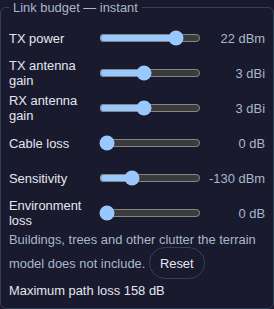 Link budget — instant
TX power 22 dBm
TX antenna
gain 3 dBi
RX antenna
gain 3 dBi
Cable loss 0 dB
Sensitivity -130 dBm
Environment
loss 0 dB
Buildings, trees and other clutter the terrain
model does not include. Reset
Maximum path loss 158 dB